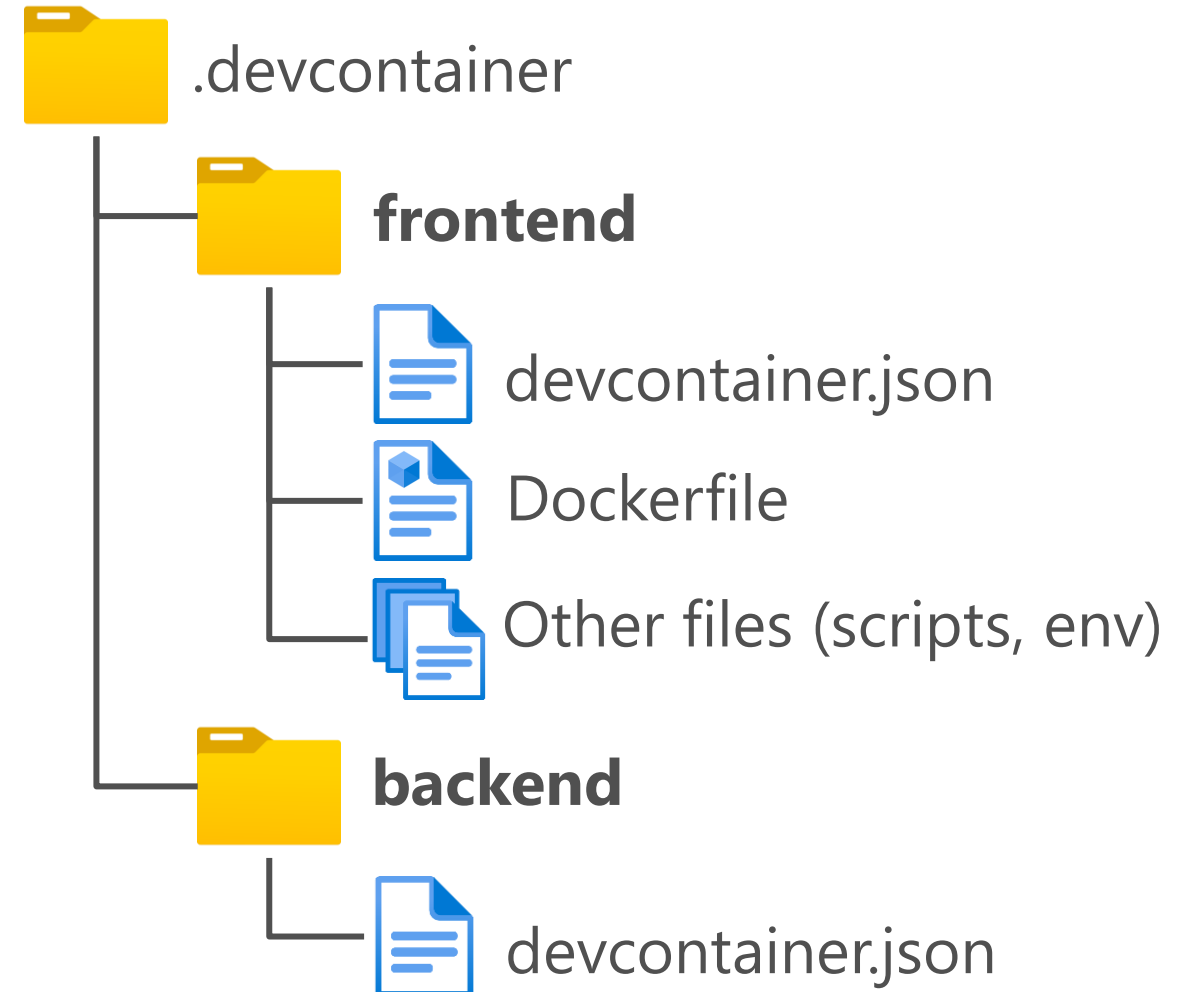 .devcontainer
frontend
devcontainer.json
Dockerfile
Other files (scripts, env)
backend
devcontainer.json